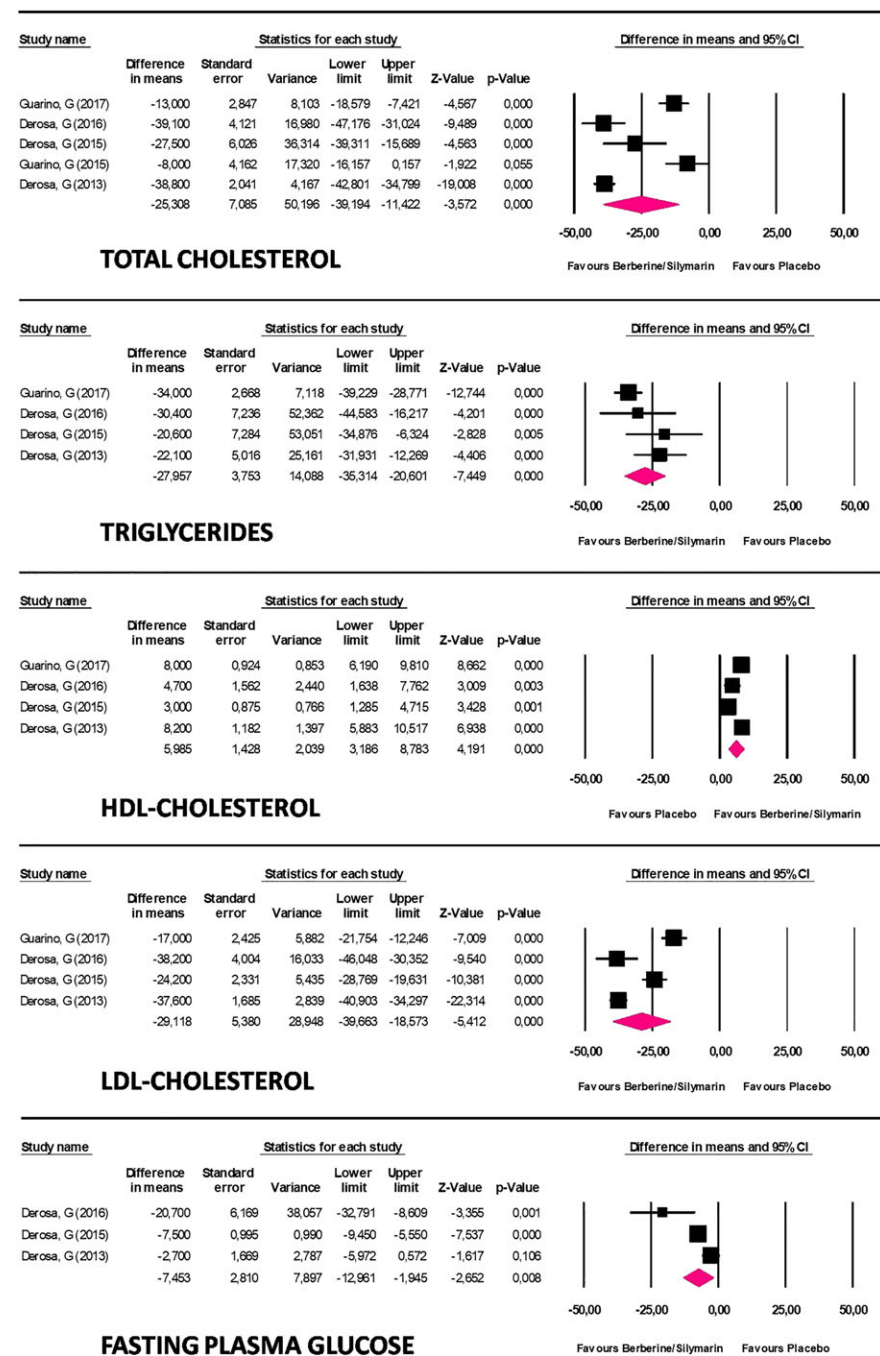 Study name Statistics for each study Difference in means and 95% CI
Difference Standard Lower Upper
in means error Variance limit limit Z-Value p-Value
Guarino, G (2017) -13,000 2,847 8,103 -18,579 -7,421 -4,567 0,000
Derosa, G (2016) -39,100 4,121 16,980 -47,176 -31,024 -9,489 0,000
Derosa, G (2015) -27,500 6,026 36,314 -39,311 -15,689 -4,563 0,000
Guarino, G (2015) -8,000 4,162 17,320 -16,157 0,157 -1,922 0,055
Derosa, G (2013) -38,800 2,041 4,167 -42,801 -34,799 -19,008 0,000
-25,308 7,085 50,196 -39,194 -11,422 -3,572 0,000
-50,00 -25,00 0,00 25,00 50,00
TOTAL CHOLESTEROL Favours Berberine/Silymarin Favours Placebo
Study name Statistics for each study Difference in means and 95% CI
Difference Standard Lower Upper
in means error Variance limit limit Z-Value p-Value
Guarino, G (2017) -34,000 2,668 7,118 -39,229 -28,771 -12,744 0,000
Derosa, G (2016) -30,400 7,236 52,362 -44,583 -16,217 -4,201 0,000
Derosa, G (2015) -20,600 7,284 53,051 -34,876 -6,324 -2,828 0,005
Derosa, G (2013) -22,100 5,016 25,161 -31,931 -12,269 -4,406 0,000
-27,957 3,753 14,088 -35,314 -20,601 -7,449 0,000
-50,00 -25,00 0,00 25,00 50,00
TRIGLYCERIDES Favours Berberine/Silymarin Favours Placebo
Study name Statistics for each study Difference in means and 95% CI
Difference Standard Lower Upper
in means error Variance limit limit Z-Value p-Value
Guarino, G (2017) 8,000 0,924 0,853 6,190 9,810 8,662 0,000
Derosa, G (2016) 4,700 1,562 2,440 1,638 7,762 3,009 0,003
Derosa, G (2015) 3,000 0,875 0,766 1,285 4,715 3,428 0,001
Derosa, G (2013) 8,200 1,182 1,397 5,883 10,517 6,938 0,000
5,985 1,428 2,039 3,186 8,783 4,191 0,000
-50,00 -25,00 0,00 25,00 50,00
HDL-CHOLESTEROL Favours Placebo Favours Berberine/Silymarin
Study name Statistics for each study Difference in means and 95% CI
Difference Standard Lower Upper
in means error Variance limit limit Z-Value p-Value
Guarino, G (2017) -17,000 2,425 5,882 -21,754 -12,246 -7,009 0,000
Derosa, G (2016) -38,200 4,004 16,033 -46,048 -30,352 -9,540 0,000
Derosa, G (2015) -24,200 2,331 5,435 -28,769 -19,631 -10,381 0,000
Derosa, G (2013) -37,600 1,685 2,839 -40,903 -34,297 -22,314 0,000
-29,118 5,380 28,948 -39,663 -18,573 -5,412 0,000
-50,00 -25,00 0,00 25,00 50,00
LDL-CHOLESTEROL Favours Berberine/Silymarin Favours Placebo
Study name Statistics for each study Difference in means and 95% CI
Difference Standard Lower Upper
in means error Variance limit limit Z-Value p-Value
Derosa, G (2016) -20,700 6,169 38,057 -32,791 -8,609 -3,355 0,001
Derosa, G (2015) -7,500 0,995 0,990 -9,450 -5,550 -7,537 0,000
Derosa, G (2013) -2,700 1,669 2,787 -5,972 0,572 -1,617 0,106
-7,453 2,810 7,897 -12,961 -1,945 -2,652 0,008
-50,00 -25,00 0,00 25,00 50,00
FASTING PLASMA GLUCOSE Favours Berberine/Silymarin Favours Placebo